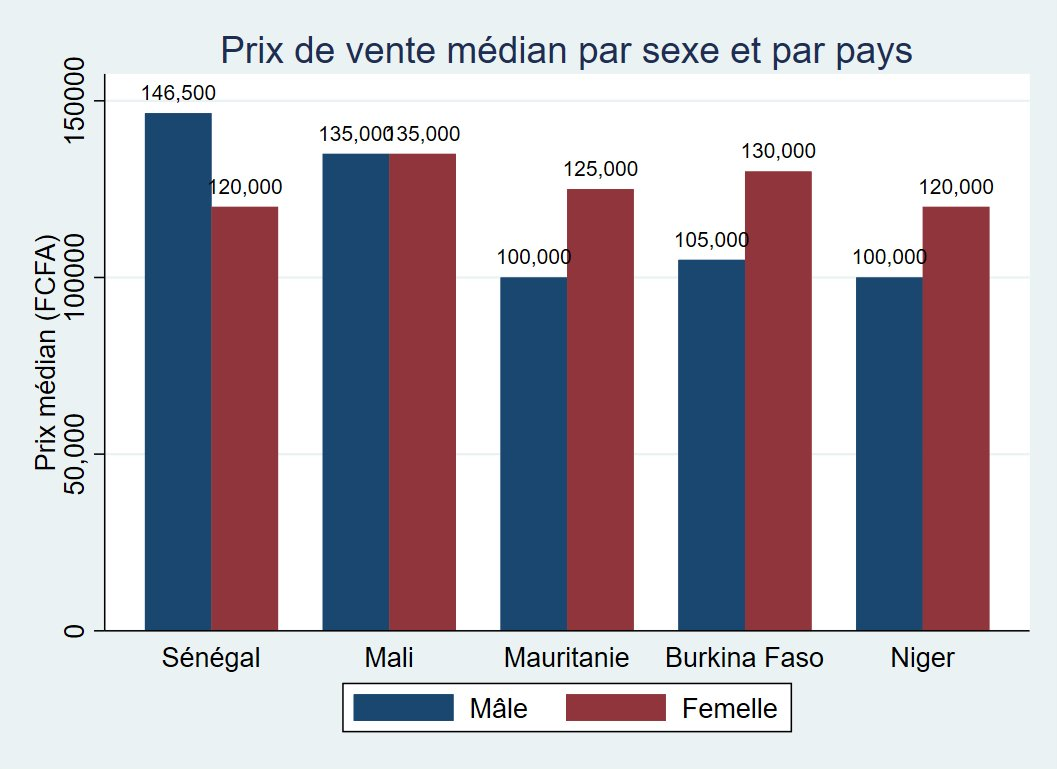 Prix de vente médian par sexe et par pays
Prix médian (FCFA)
150000
100000
50,000
0
146,500
120,000
135,000
135,000
100,000
125,000
105,000
130,000
100,000
120,000
Sénégal
Mali
Mauritanie
Burkina Faso
Niger
Mâle
Femelle